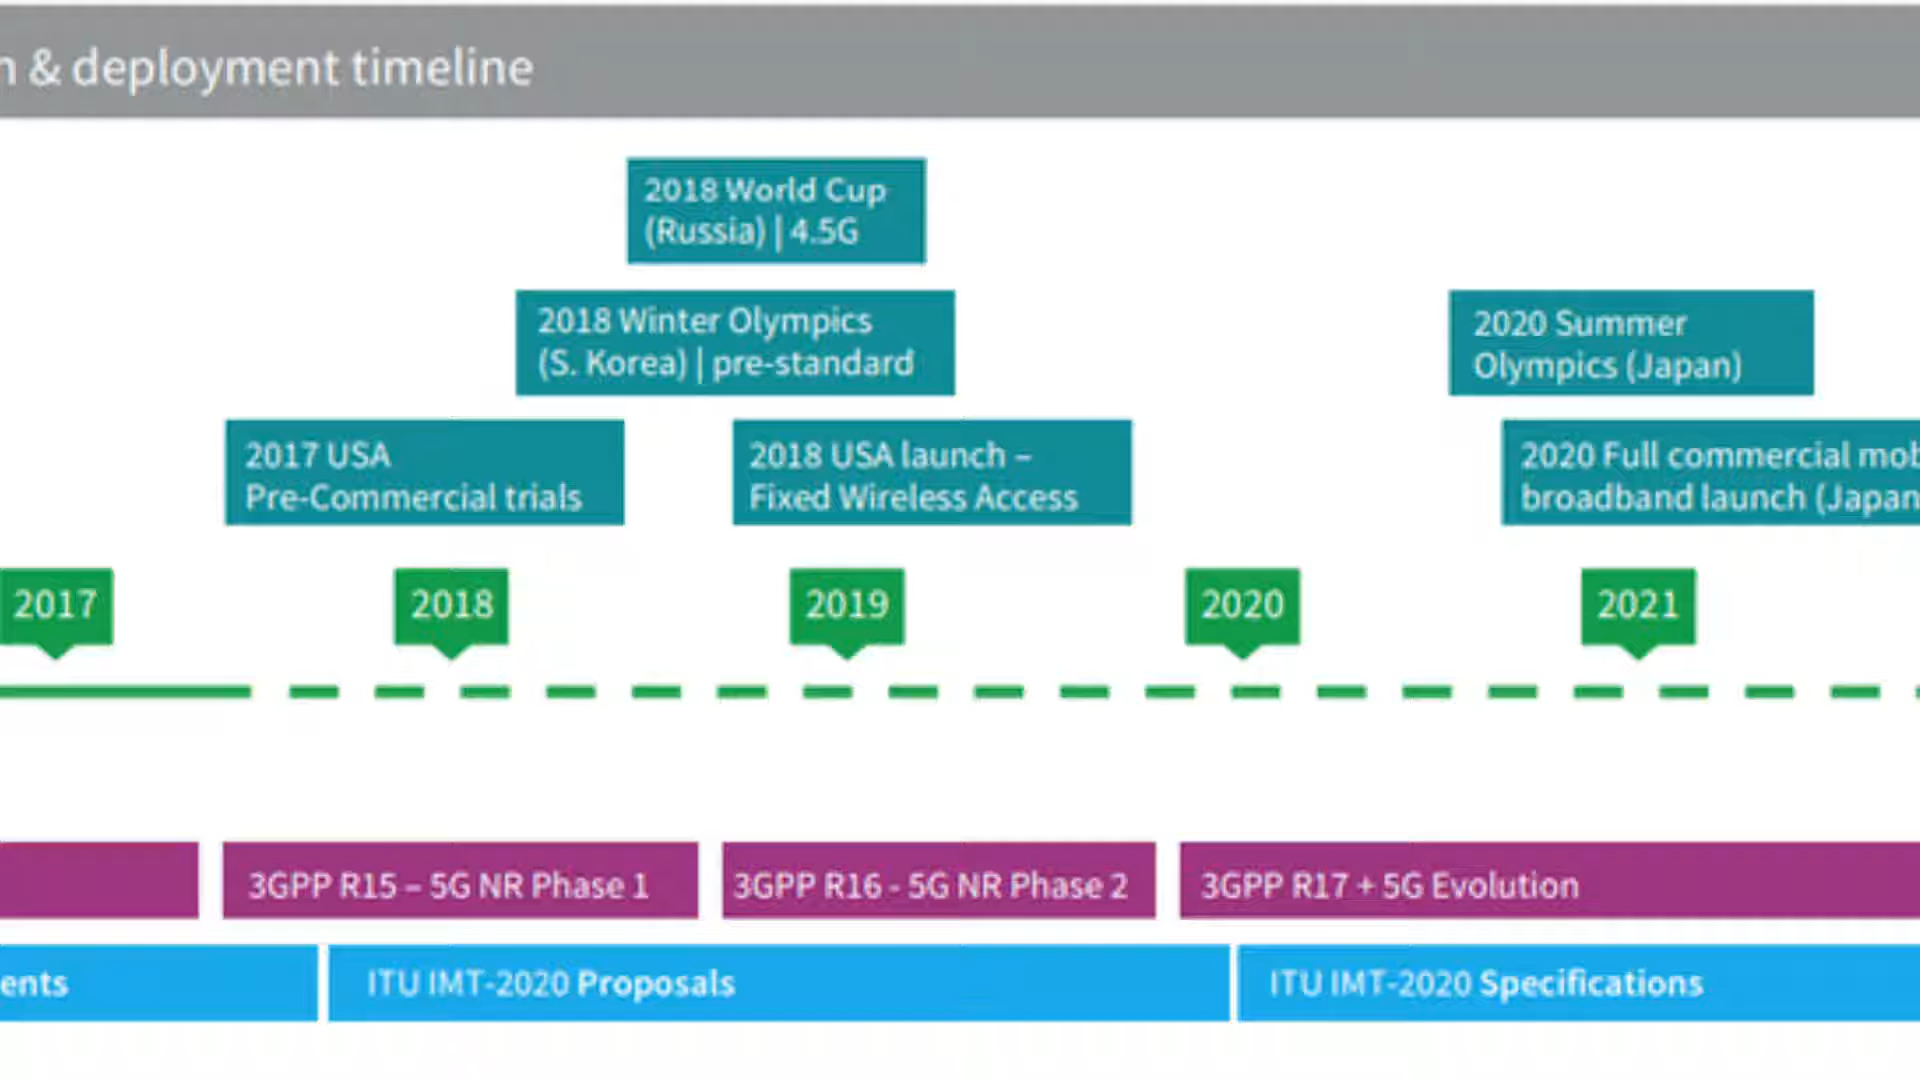 & deployment timeline
2018 World Cup
(Russia) | 4.5G
2018 Winter Olympics
(S. Korea) | pre-standard
2020 Summer
Olympics (Japan)
2017 USA
Pre-Commercial trials
2018 USA launch –
Fixed Wireless Access
2020 Full commercial
broadband launch (Japan
2017
2018
2019
2020
2021
3GPP R15 – 5G NR Phase 1
3GPP R16 - 5G NR Phase 2
3GPP R17 + 5G Evolution
ITU IMT-2020 Proposals
ITU IMT-2020 Specifications